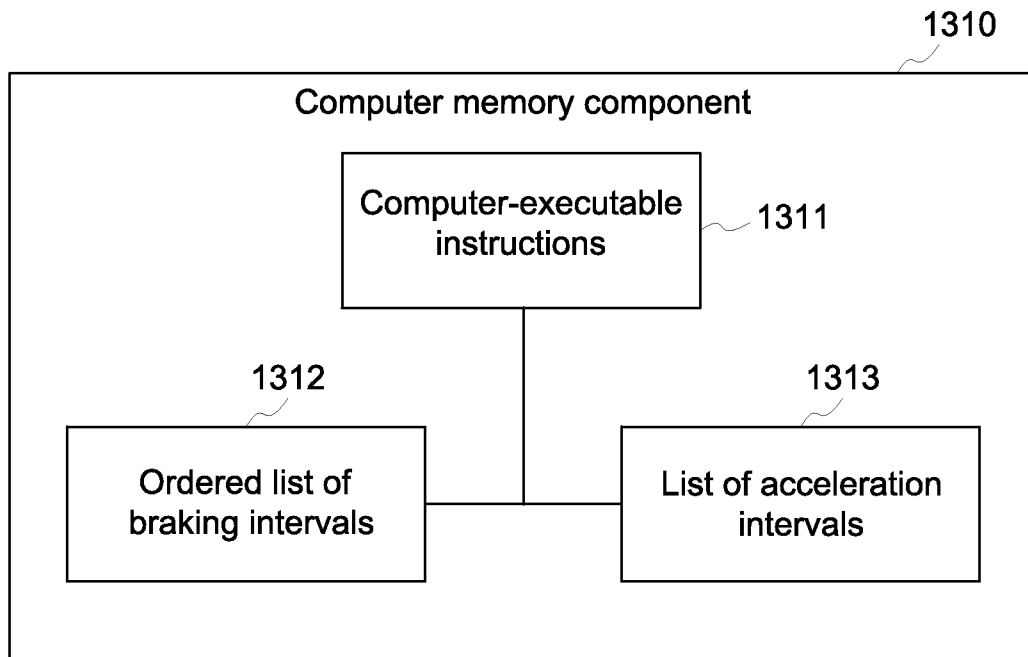 1310
Computer memory component
Computer-executable
instructions
1311
1312
1313
Ordered list of
braking intervals
List of acceleration
intervals